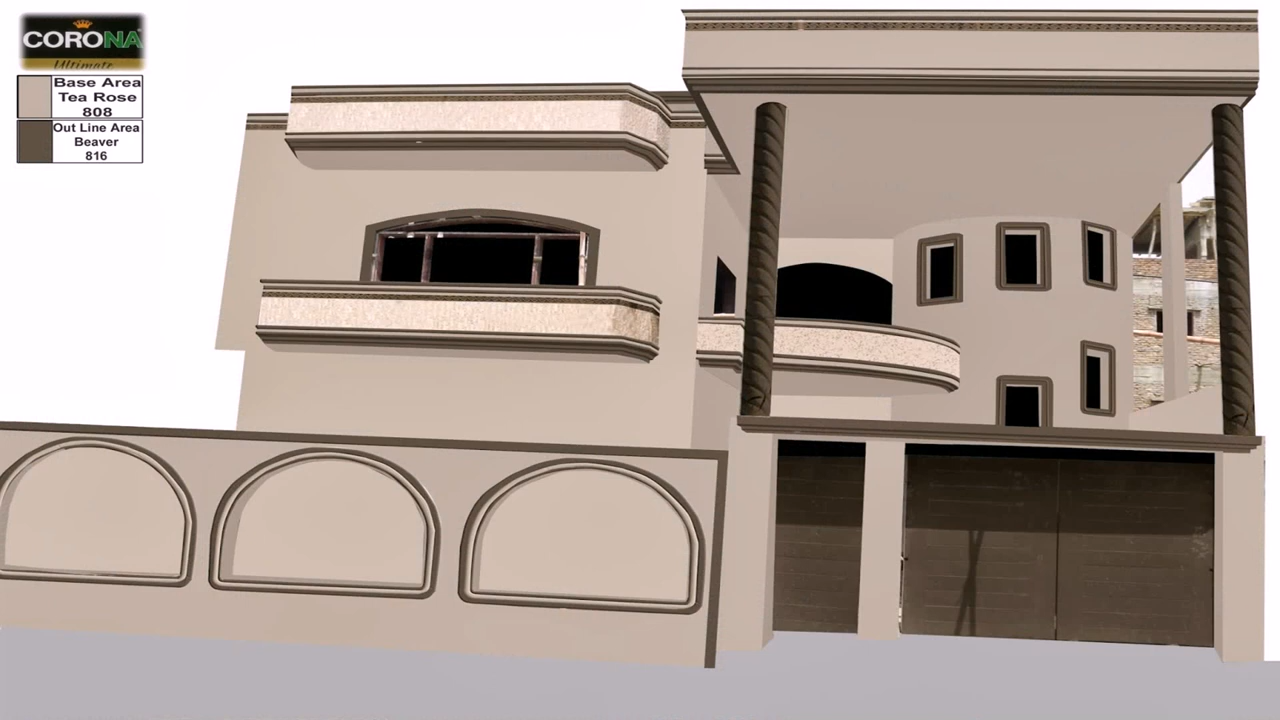 CORONA
Ultimate
Base Area
Tea Rose
808
Out Line Area
Beaver
816